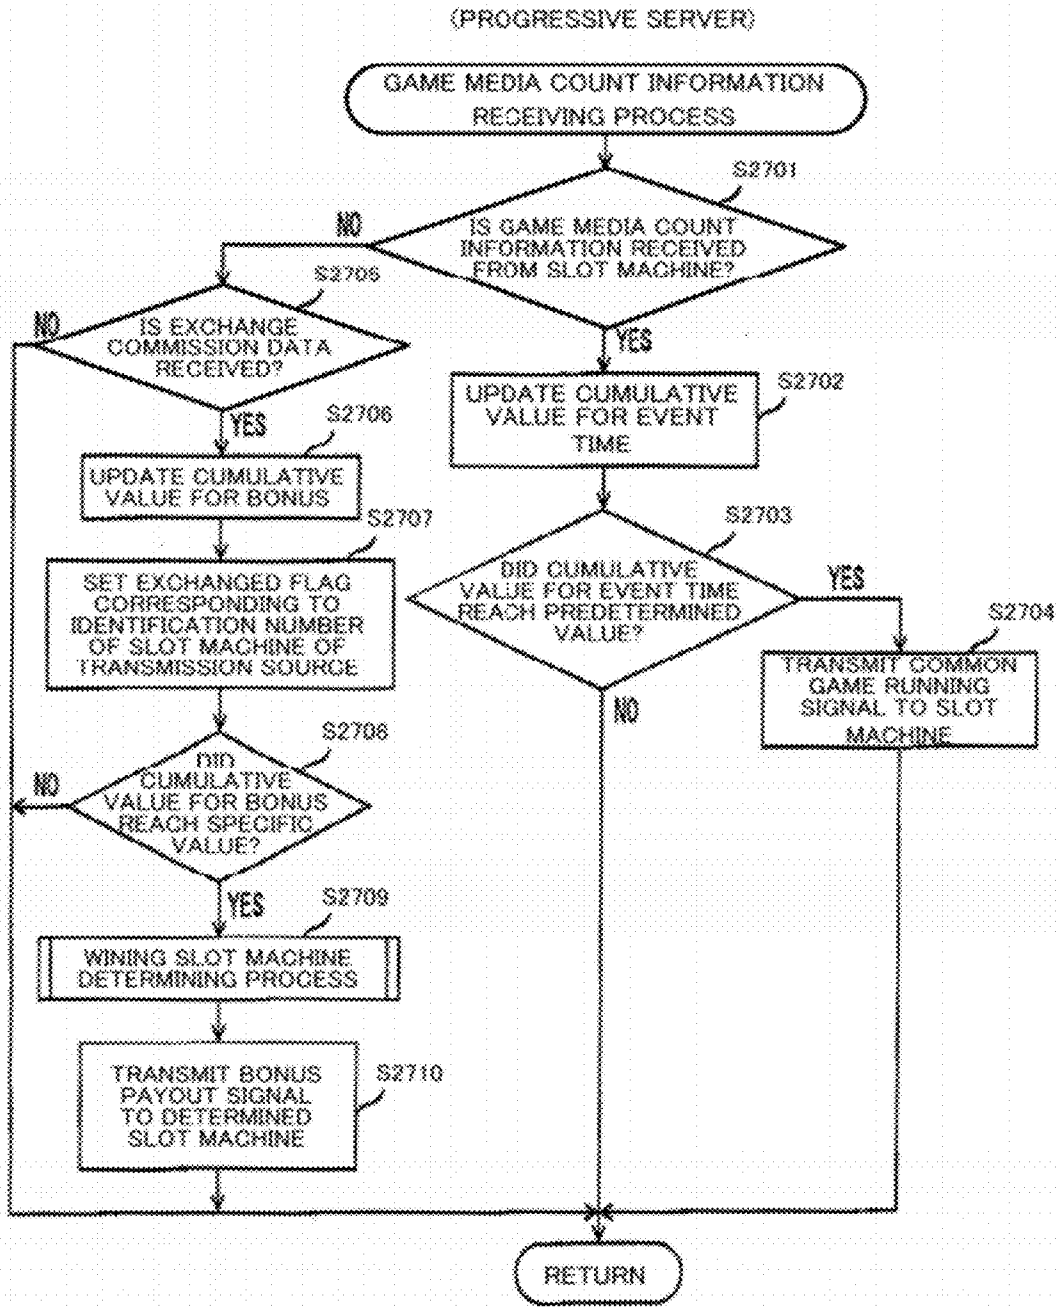 (PROGRESSIVE SERVER)
GAME MEDIA COUNT INFORMATION
RECEIVING PROCESS
S2701
IS GAME MEDIA COUNT
INFORMATION RECEIVED
FROM SLOT MACHINE?
NO
YES
S2705
IS EXCHANGE
COMMISSION DATA
RECEIVED?
NO
YES
S2702
UPDATE CUMULATIVE
VALUE FOR EVENT
TIME
S2706
UPDATE CUMULATIVE
VALUE FOR BONUS
S2703
DID CUMULATIVE
VALUE FOR EVENT TIME
REACH PREDETERMINED
VALUE?
YES
NO
S2707
SET EXCHANGED FLAG
CORRESPONDING TO
IDENTIFICATION NUMBER
OF SLOT MACHINE OF
TRANSMISSION SOURCE
S2704
TRANSMIT COMMON
GAME RUNNING
SIGNAL TO SLOT
MACHINE
S2708
DID
CUMULATIVE
VALUE FOR BONUS
REACH SPECIFIC
VALUE?
NO
YES
S2709
WINING SLOT MACHINE
DETERMINING PROCESS
S2710
TRANSMIT BONUS
PAYOUT SIGNAL
TO DETERMINED
SLOT MACHINE
RETURN